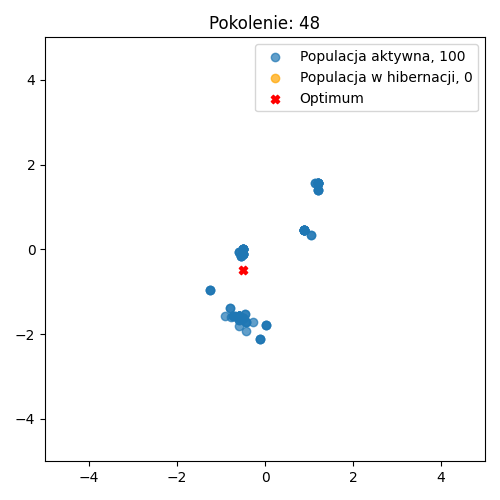 Pokolenie: 48
Populacja aktywna, 100
Populacja w hibernacji, 0
Optimum
4
2
0
−2
−4
−4 −2 0 2 4